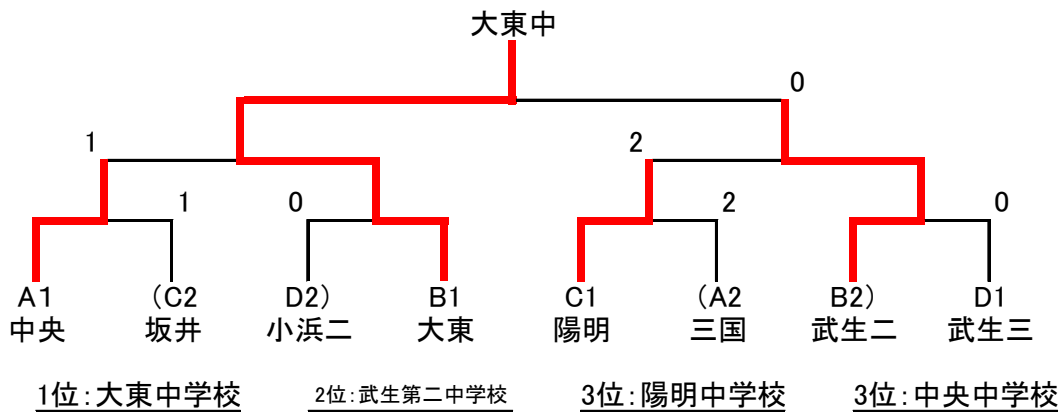 大東中
0
1
2
1
0
2
0
A1
(C2
D2)
B1
C1
(A2
B2)
D1
中央
坂井
小浜二
大東
陽明
三国
武生二
武生三
1位:大東中学校
2位:武生第二中学校
3位:陽明中学校
3位:中央中学校